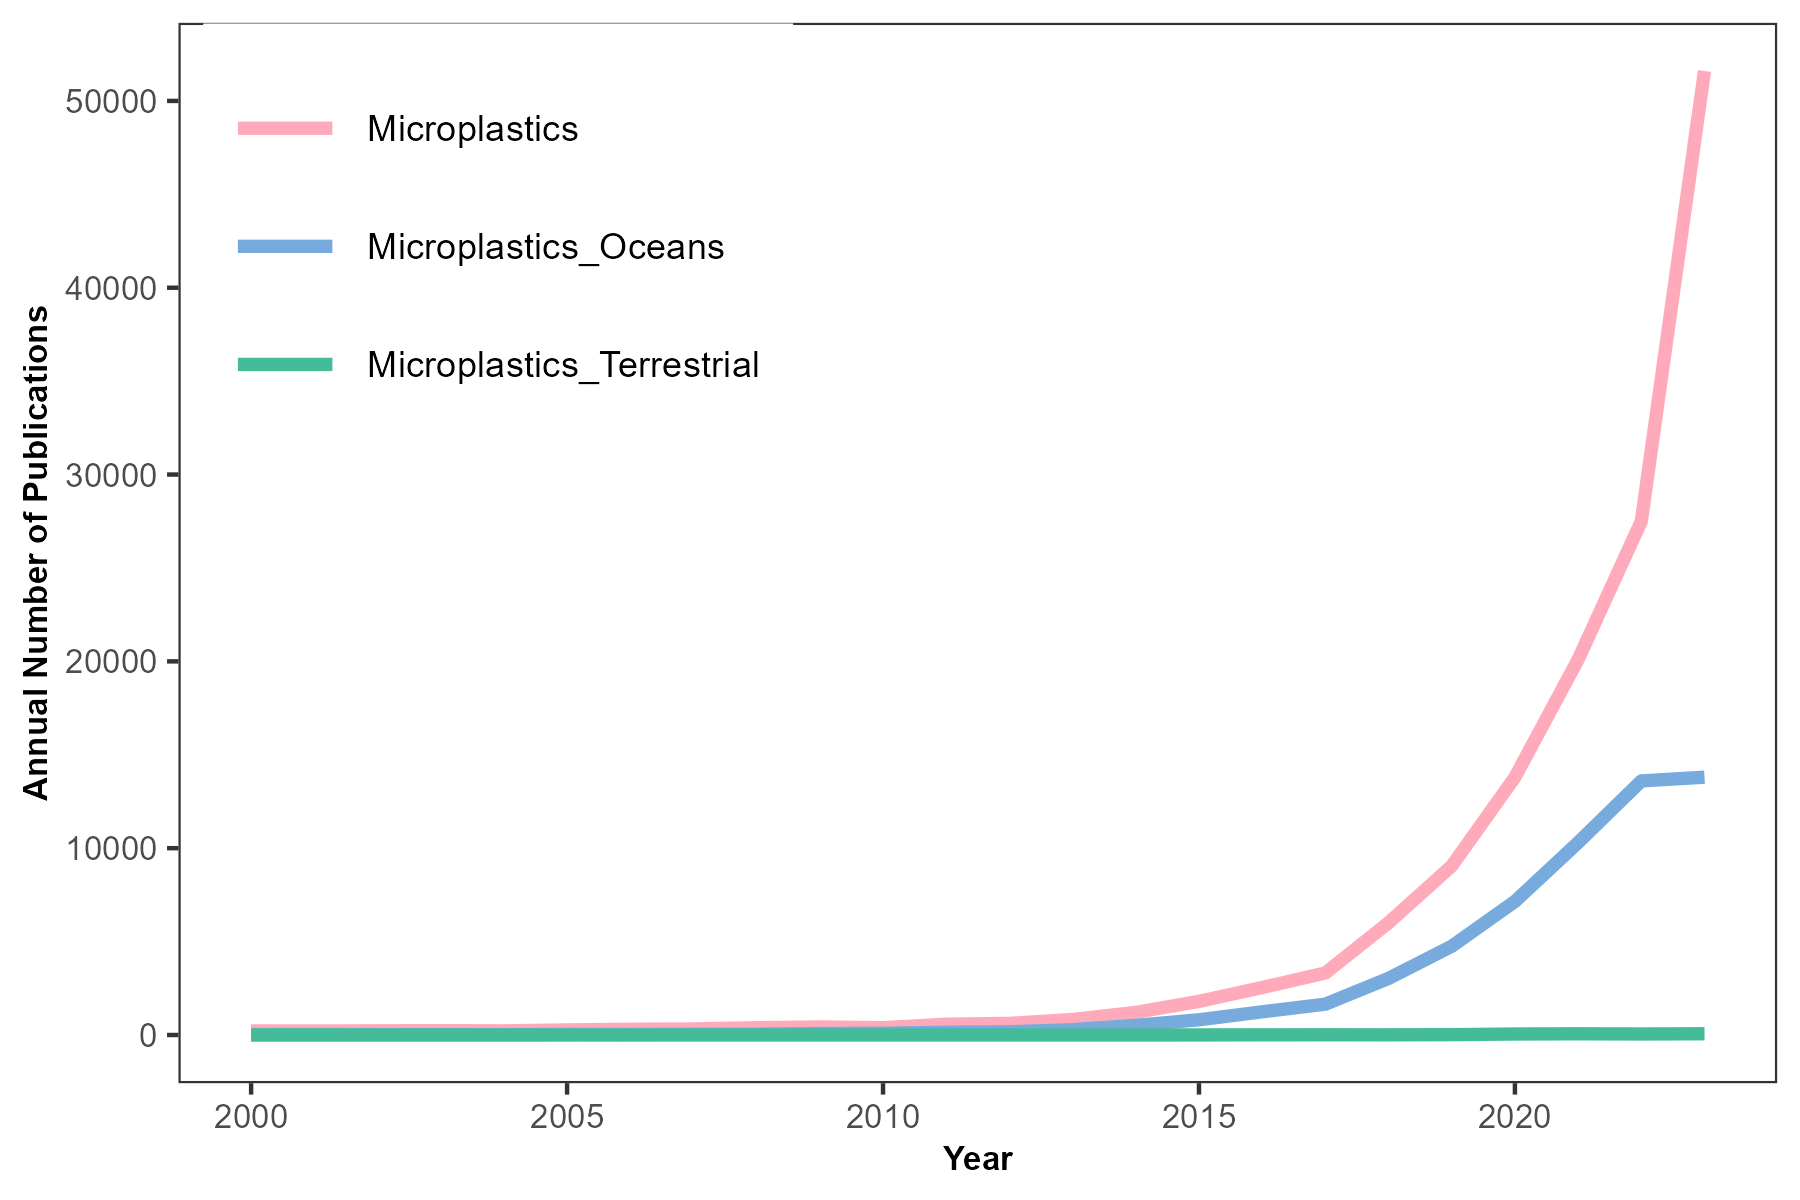 50000
40000
30000
20000
10000
0
Annual Number of Publications
Microplastics
Microplastics_Oceans
Microplastics_Terrestrial
2000 2005 2010 2015 2020
Year